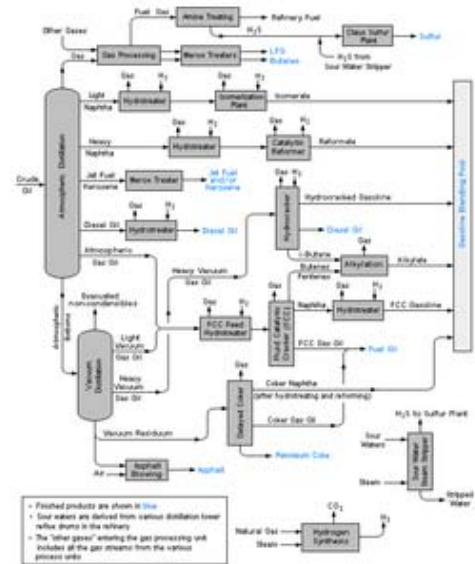 Fuel Gas
Amine Treating
Refinery Fuel
Other Gases
H2S
Claus Sulfur
Plant
Sulfur
Gas
Gas Processing
Merox Treaters
LPG
Butanes
H2S from
Sour Water Stripper
Light
Naphtha
Gas
H2
Hydrotreater
Gas
H2
Isomerization
Plant
Isomerate
Heavy
Naphtha
Gas
H2
Hydrotreater
Gas
H2
Catalytic
Reformer
Reformate
Crude
Oil
Atmospheric Distillation
Jet Fuel
Kerosene
Merox Treater
Jet Fuel
and/or
Kerosene
Gasoline Blending Pool
Diesel Oil
Gas
H2
Hydrotreater
Diesel Oil
Gas
H2
Hydrocracker
Hydrocracked Gasoline
Diesel Oil
Atmospheric
Gas Oil
Heavy Vacuum
Gas Oil
i-Butane
Butenes
Pentenes
Gas
Alkylation
Alkylate
Atmospheric
Bottoms
Evacuated
non-condensibles
Vacuum
Distillation
Light
Vacuum
Gas Oil
Heavy
Vacuum
Gas Oil
Gas
H2
FCC Feed
Hydrotreater
Gas
Fluid Catalytic
Cracker (FCC)
Naphtha
Gas
H2
Hydrotreater
FCC Gasoline
FCC Gas Oil
Fuel Oil
Gas
Delayed Coker
Coker Naphtha
(after hydrotreating and reforming)
Coker Gas Oil
Petroleum Coke
Vacuum Residuum
Air
Asphalt
Blowing
Asphalt
H2S to Sulfur Plant
Sour
Waters
Steam
Sour Water
Steam Stripper
Stripped
Water
CO2
H2
Natural Gas
Steam
Hydrogen
Synthesis
• Finished products are shown in blue
• Sour waters are derived from various distillation tower
reflux drums in the refinery
• The "other gases" entering the gas processing unit
includes all the gas streams from the various
process units